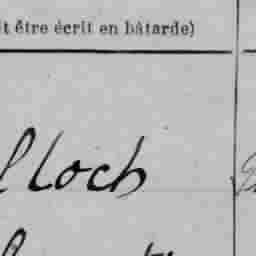 t être écrit en bâtarde)
lloch